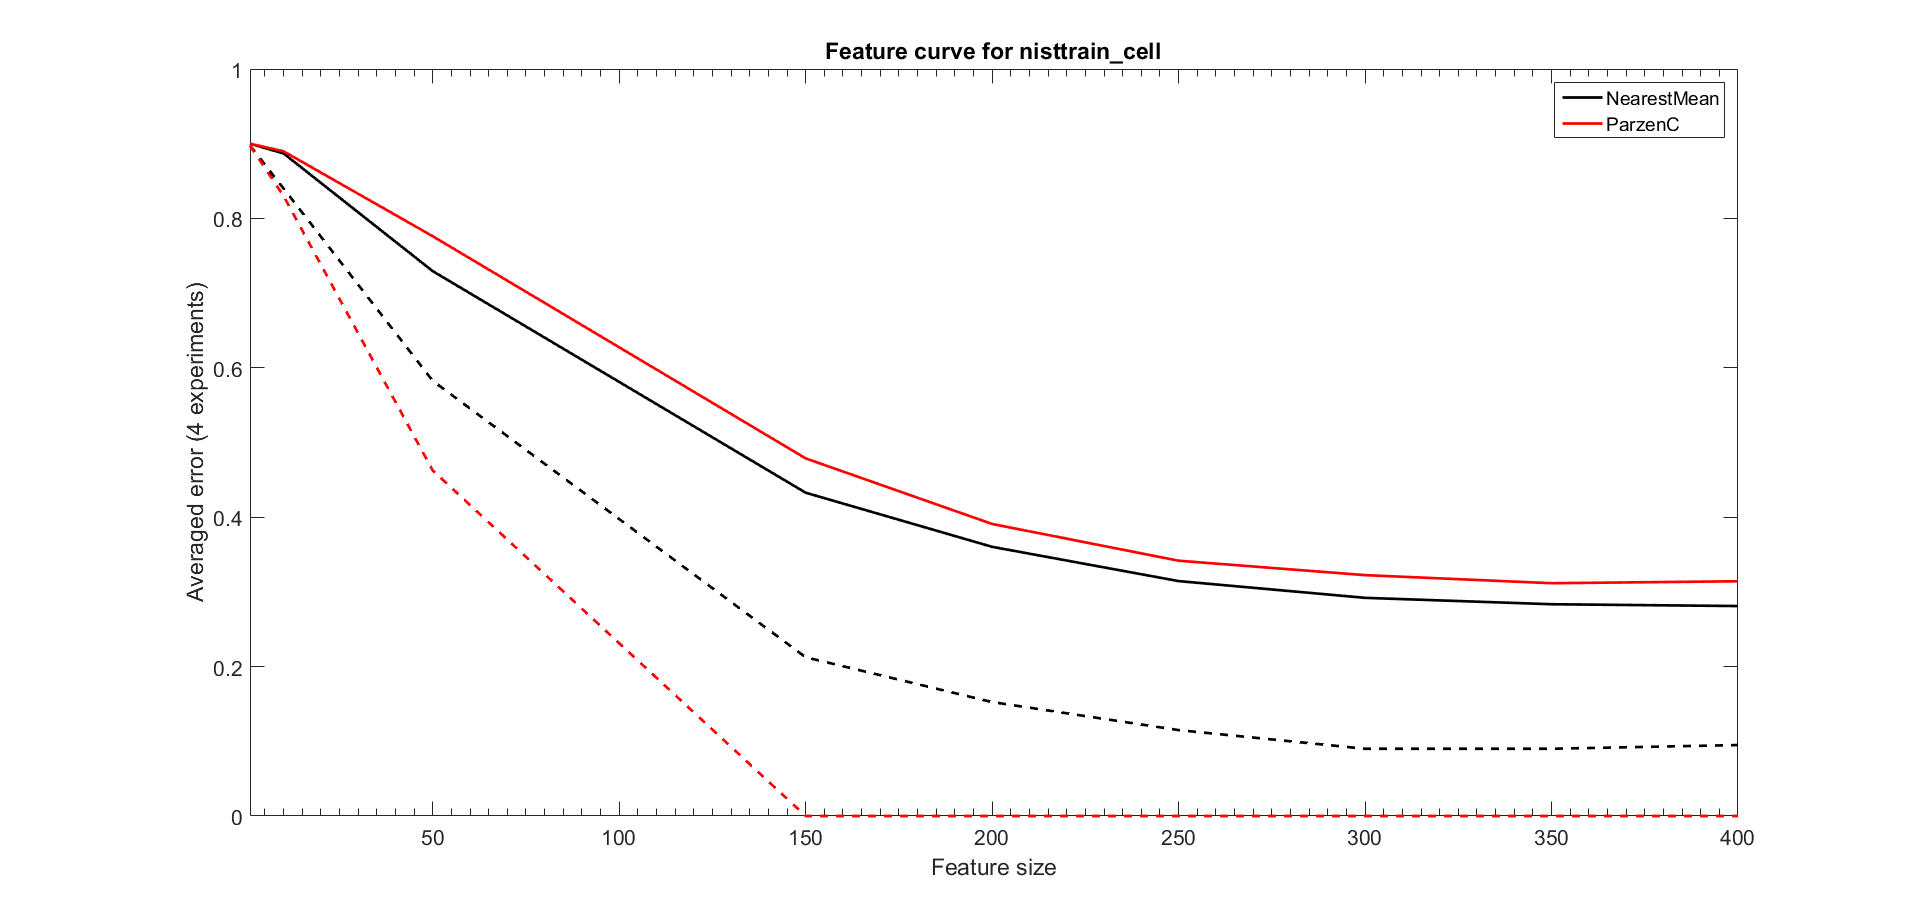 Feature curve for nisttrain_cell
NearestMean
ParzenC
Averaged error (4 experiments)
1
0.8
0.6
0.4
0.2
0
50 100 150 200 250 300 350 400
Feature size